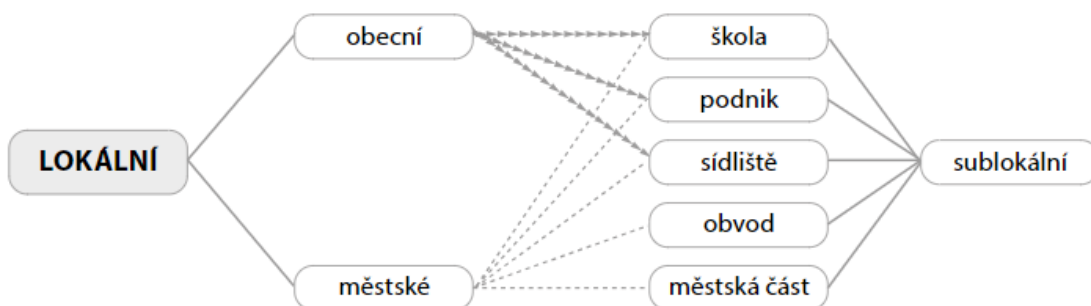 obecní
škola
podnik
LOKÁLNÍ
sídliště
sublokální
obvod
městské
městská část